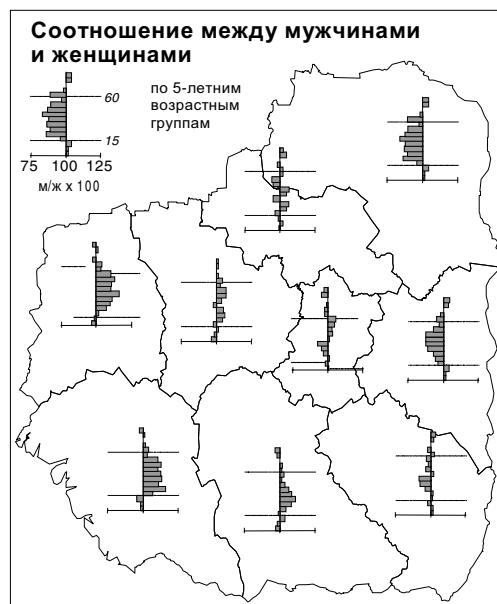 Соотношение между мужчинами
и женщинами
60
по 5-летним
возрастным
группам
15
75 100 125
м/ж x 100